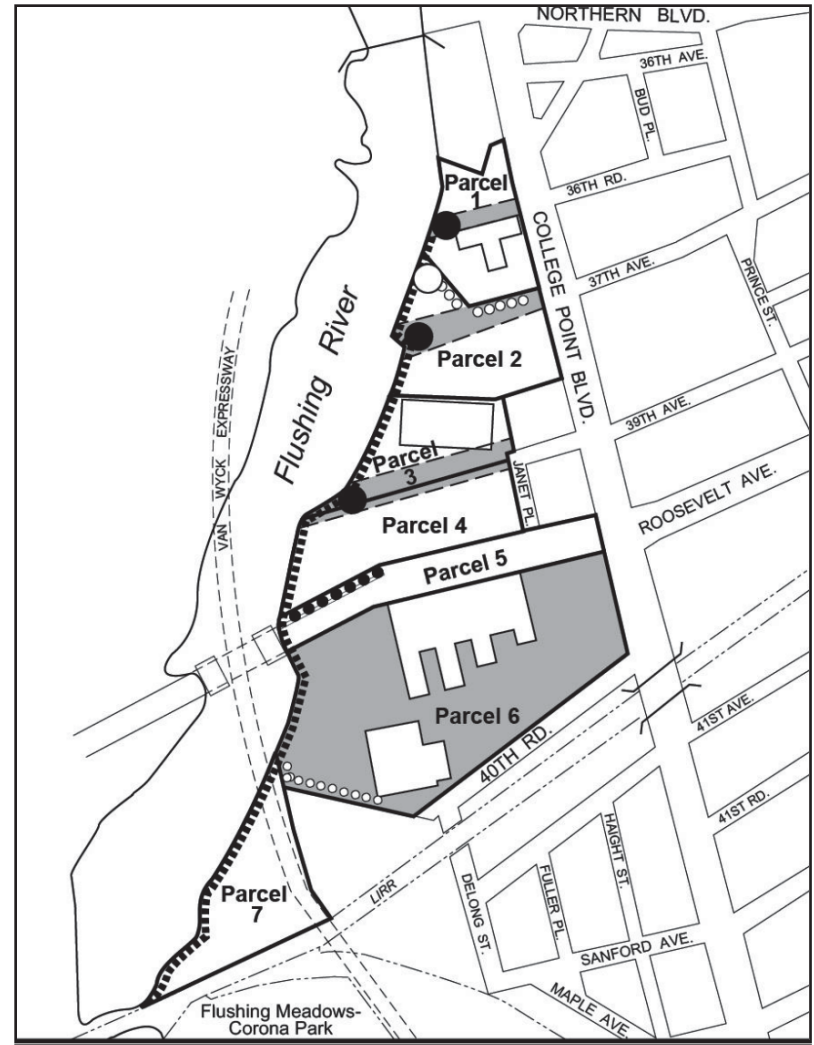 NORTHERN BLVD.
36TH AVE.
BUD PL.
36TH RD.
Parcel
1
COLLEGE POINT BLVD.
37TH AVE.
PRINCE ST.
Parcel 2
Flushing River
VAN WYCK EXPRESSWAY
39TH AVE.
Parcel
3
JANET PL.
ROOSEVELT AVE.
Parcel 4
Parcel 5
Parcel 6
40TH RD.
41ST AVE.
41ST RD.
HAIGHT ST.
FULLER PL.
DELONG ST.
LIRR
Parcel
7
SANFORD AVE.
MAPLE AVE.
Flushing Meadows-
Corona Park